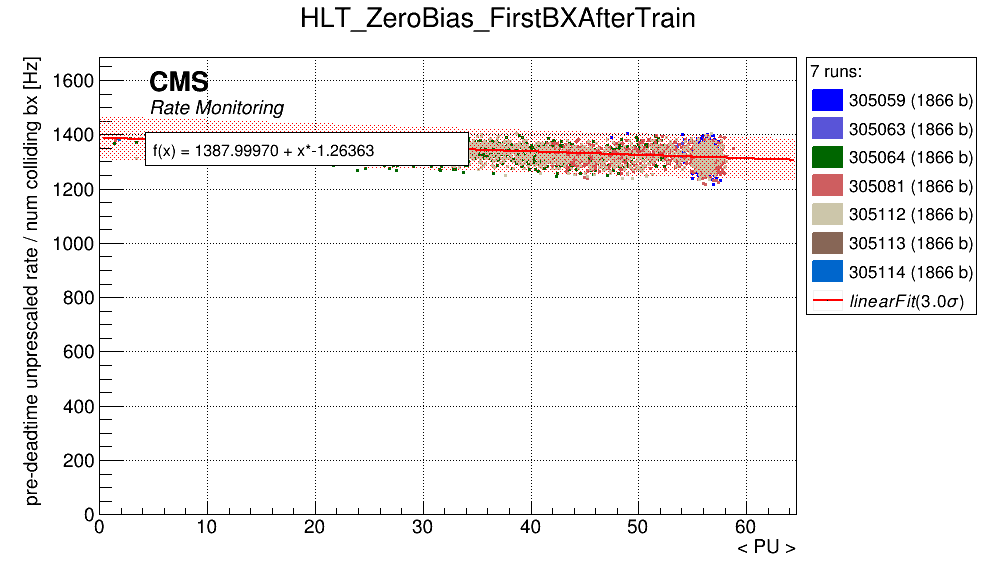 HLT_ZeroBias_FirstBXAfterTrain
pre-deadtime unprescaled rate / num colliding bx [Hz]
1600
1400
1200
1000
800
600
400
200
0
CMS
Rate Monitoring
f(x) = 1387.99970 + x*-1.26363
0 10 20 30 40 50 60
< PU >
7 runs:
305059 (1866 b)
305063 (1866 b)
305064 (1866 b)
305081 (1866 b)
305112 (1866 b)
305113 (1866 b)
305114 (1866 b)
linearFit(3.0σ)